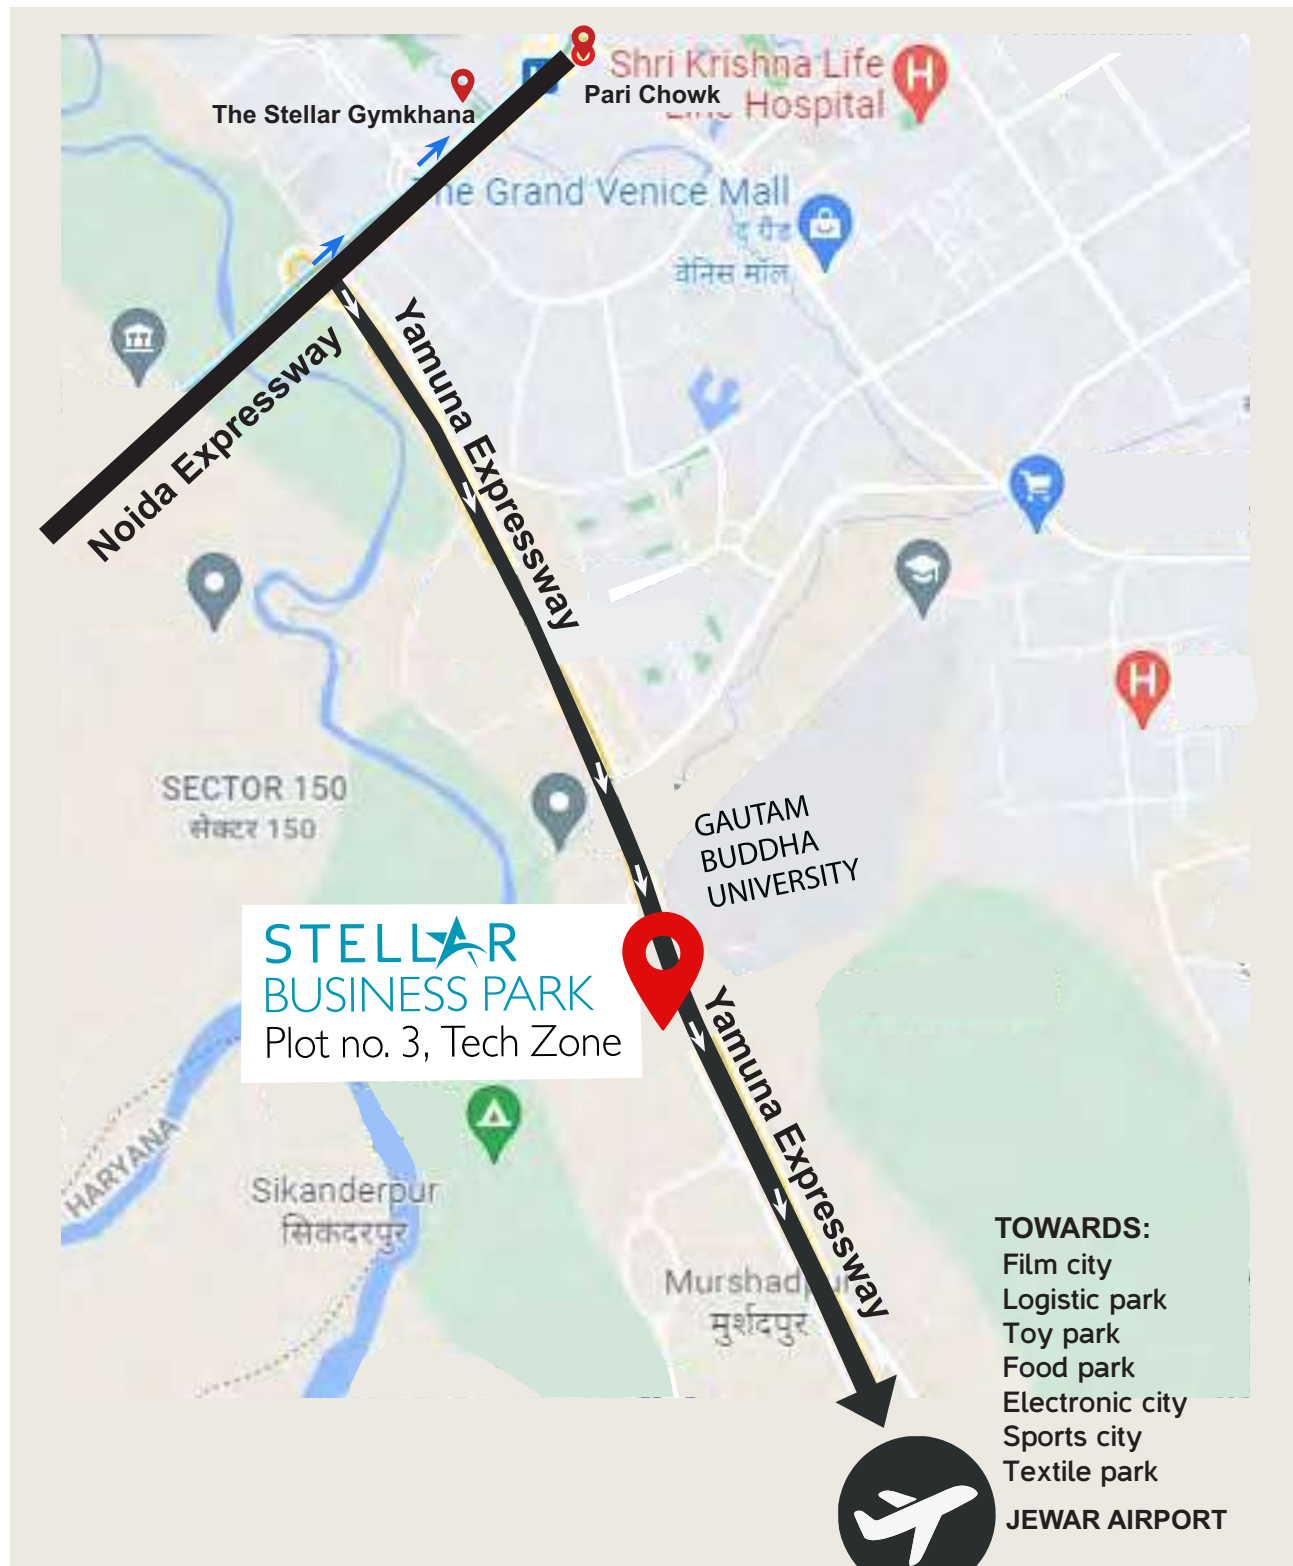 Shri Krishna Life
Pari Chowk
Hospital
The Stellar Gymkhana
The Grand Venice Mall
द ग्रैंड
वेनिस मॉल
Noida Expressway
Yamuna Expressway
SECTOR 150
सेक्टर 150
GAUTAM
BUDDHA
UNIVERSITY
STELLAR
BUSINESS PARK
Plot no. 3, Tech Zone
Yamuna Expressway
HARYANA
Sikanderpur
सिकंदरपुर
Murshadpur
मुर्शदपुर
TOWARDS:
Film city
Logistic park
Toy park
Food park
Electronic city
Sports city
Textile park
JEWAR AIRPORT
H
H